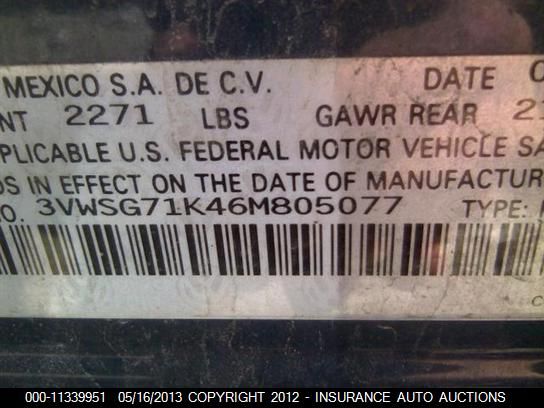 MEXICO S.A. DE C.V. DATE
2271 LBS GAWR REAR
U.S. FEDERAL MOTOR VEHICLE
IN EFFECT ON THE DATE OF MANUFACTUR
3VWSG71K46M805077 TYPE:
000-11339951 05/16/2013 COPYRIGHT 2012 - INSURANCE AUTO AUCTIONS